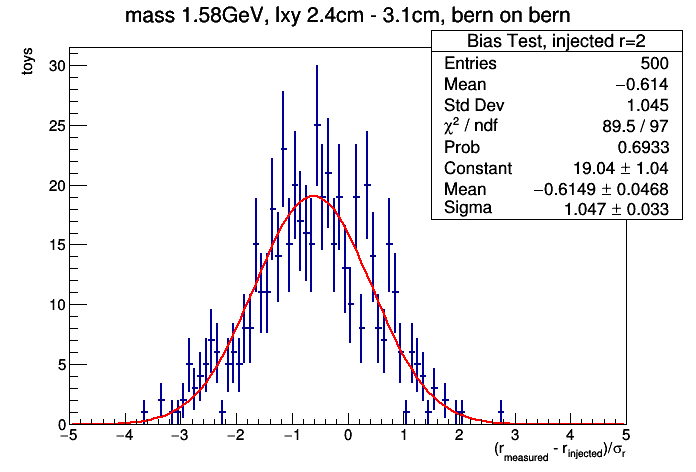 mass 1.58GeV, lxy 2.4cm - 3.1cm, bern on bern
Bias Test, injected r=2
Entries 500
Mean −0.614
Std Dev 1.045
χ² / ndf 89.5 / 97
Prob 0.6933
Constant 19.04 ± 1.04
Mean −0.6149 ± 0.0468
Sigma 1.047 ± 0.033
toys
30
25
20
15
10
5
0
−5 −4 −3 −2 −1 0 1 2 3 4 5
(r_measured - r_injected)/σ_r